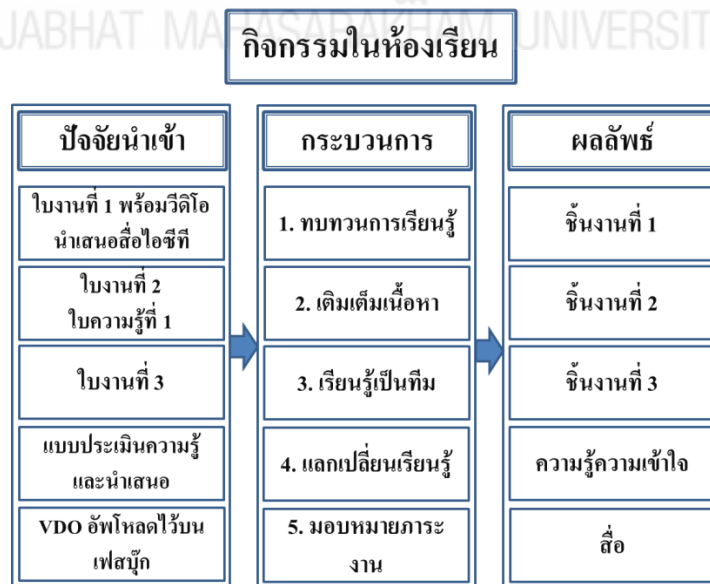 JABHAT MAHASARAKHAM UNIVERSIT
กิจกรรมในห้องเรียน
ปัจจัยนำเข้า
ใบงานที่ 1 พร้อมวีดิโอ
นำเสนอสื่อไอซีที
ใบงานที่ 2
ใบความรู้ที่ 1
ใบงานที่ 3
แบบประเมินความรู้
และนำเสนอ
VDO อัพโหลดไว้บน
เฟสบุ๊ก
กระบวนการ
1. ทบทวนการเรียนรู้
2. เติมเต็มเนื้อหา
3. เรียนรู้เป็นทีม
4. แลกเปลี่ยนเรียนรู้
5. มอบหมายภาระ
งาน
ผลลัพธ์
ชิ้นงานที่ 1
ชิ้นงานที่ 2
ชิ้นงานที่ 3
ความรู้ความเข้าใจ
สื่อ